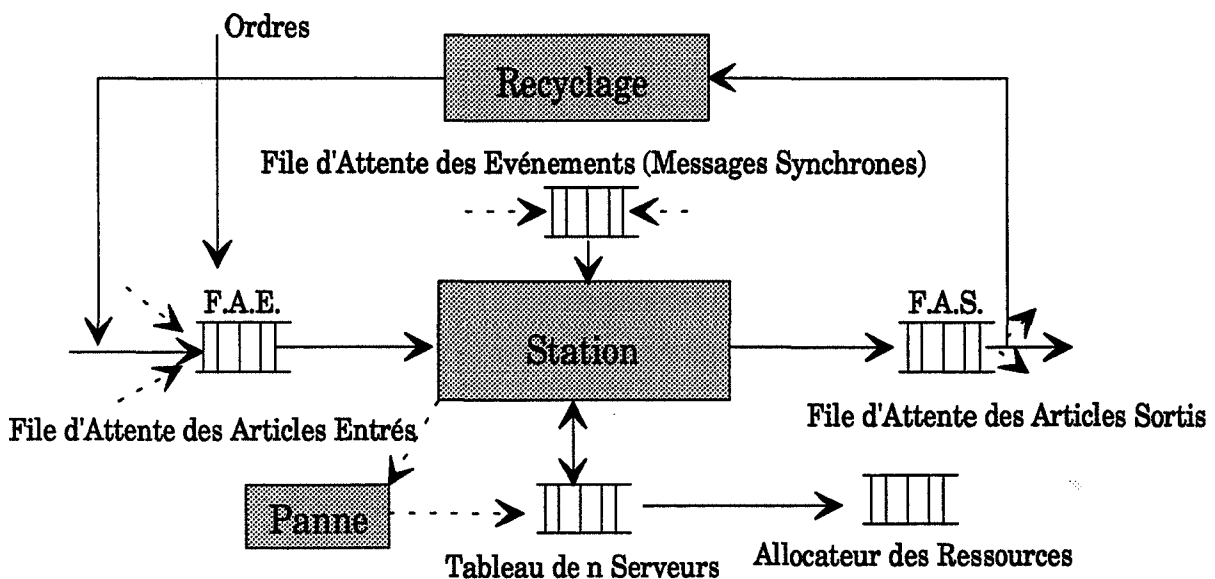 Ordres
Recyclage
File d'Attente des Evénements (Messages Synchrones)
F.A.E.
F.A.S.
Station
File d'Attente des Articles Entrés
File d'Attente des Articles Sortis
Panne
Tableau de n Serveurs
Allocateur des Ressources